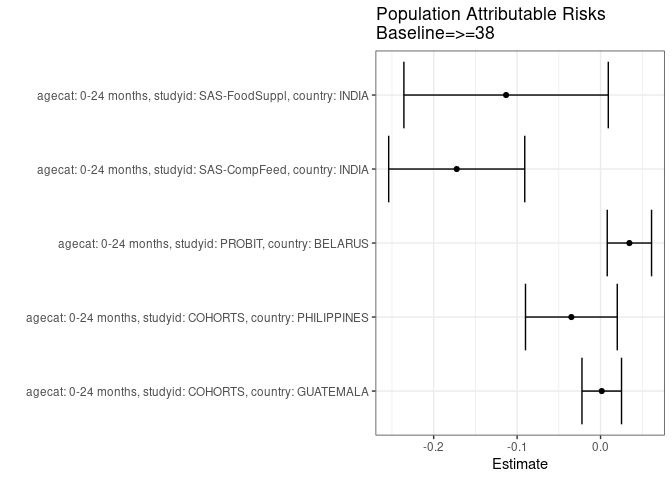 Population Attributable Risks
Baseline=>=38
agecat: 0-24 months, studyid: SAS-FoodSuppl, country: INDIA
agecat: 0-24 months, studyid: SAS-CompFeed, country: INDIA
agecat: 0-24 months, studyid: PROBIT, country: BELARUS
agecat: 0-24 months, studyid: COHORTS, country: PHILIPPINES
agecat: 0-24 months, studyid: COHORTS, country: GUATEMALA
-0.2 -0.1 0.0
Estimate